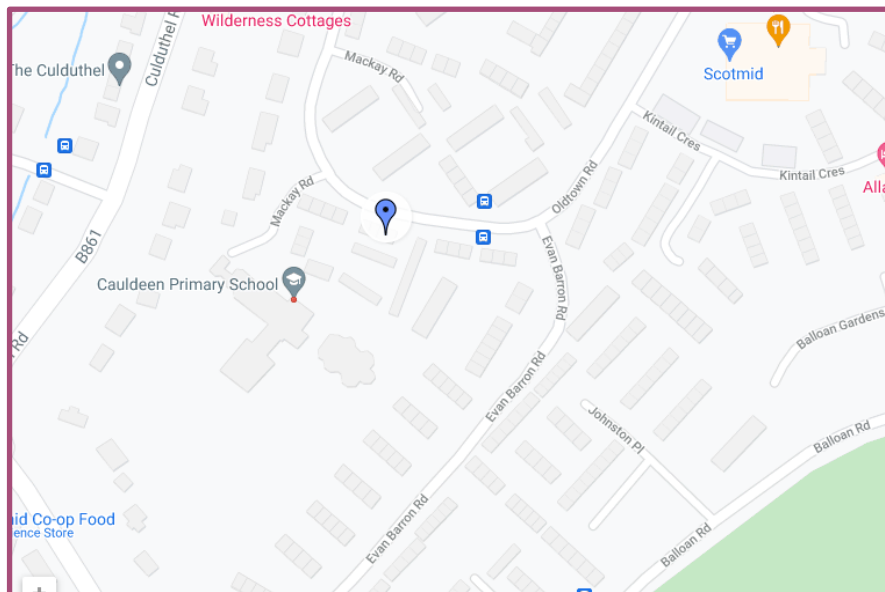 Wilderness Cottages
The Culduthel
Culduthel
Mackay Rd
Scotmid
Kintail Cres
Kintail Cres
Alla
Mackay Rd
Oldtown Rd
B861
Evan Barron Rd
Cauldeen Primary School
Balloan Gardens
Rd
Evan Barron Rd
Johnston Pl
Balloan Rd
id Co-op Food
ence Store
Evan Barron Rd
Balloan Rd